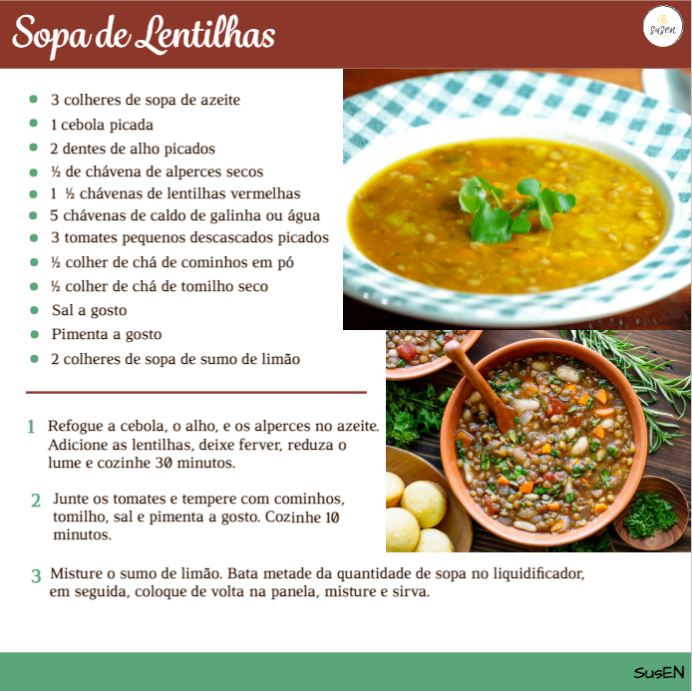 Sopa de Lentilhas
SuSen
3 colheres de sopa de azeite
1 cebola picada
2 dentes de alho picados
½ de chávena de alperces secos
1 ½ chávenas de lentilhas vermelhas
5 chávenas de caldo de galinha ou água
3 tomates pequenos descascados picados
½ colher de chá de cominhos em pó
½ colher de chá de tomilho seco
Sal a gosto
Pimenta a gosto
2 colheres de sopa de sumo de limão
1 Refogue a cebola, o alho, e os alperces no azeite.
Adicione as lentilhas, deixe ferver, reduza o
lume e cozinhe 30 minutos.
2 Junte os tomates e tempere com cominhos,
tomilho, sal e pimenta a gosto. Cozinhe 10
minutos.
3 Misture o sumo de limão. Bata metade da quantidade de sopa no liquidificador,
em seguida, coloque de volta na panela, misture e sirva.
SusEN